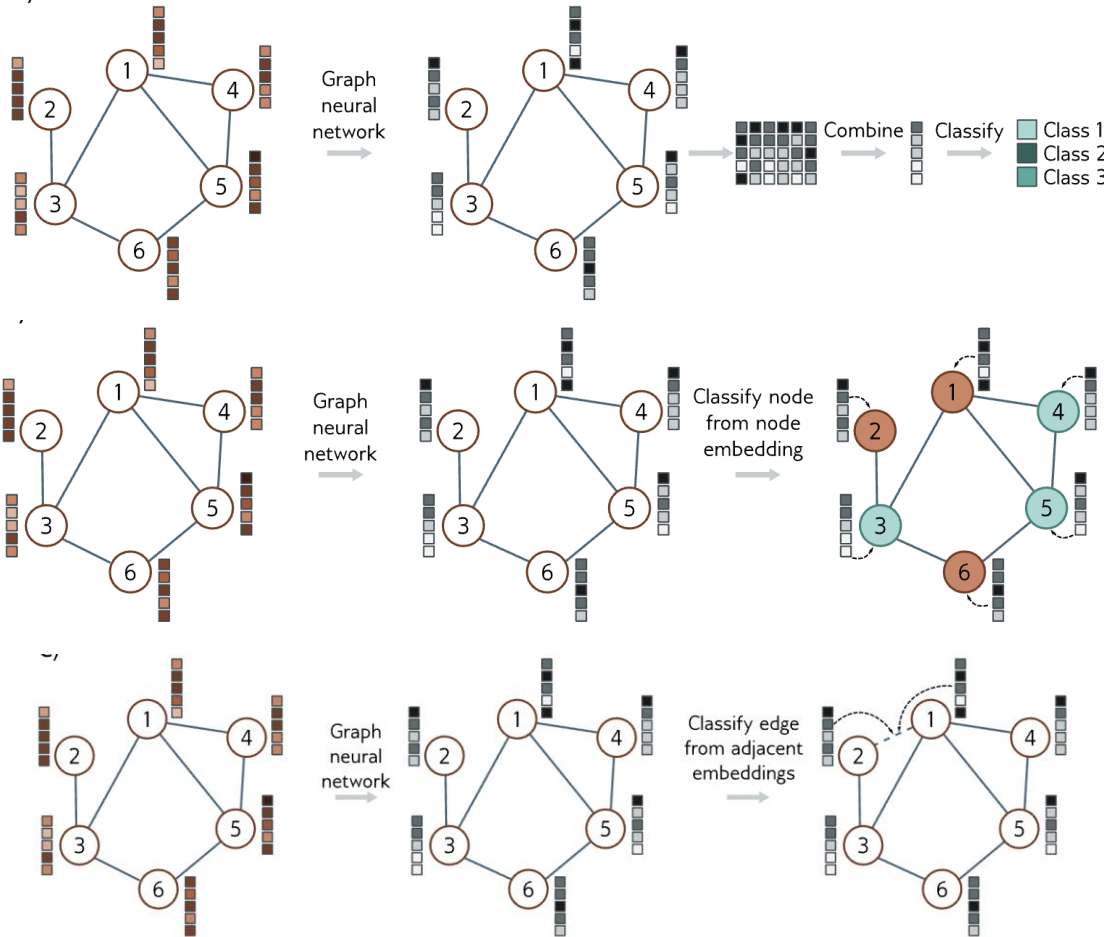 1
4
2
5
3
6
Graph
neural
network
1
4
2
5
3
6
Combine
Classify
Class 1
Class 2
Class 3
1
4
2
5
3
6
Graph
neural
network
1
4
2
5
3
6
Classify node
from node
embedding
1
4
2
5
3
6
1
4
2
5
3
6
Graph
neural
network
1
4
2
5
3
6
Classify edge
from adjacent
embeddings
1
4
2
5
3
6